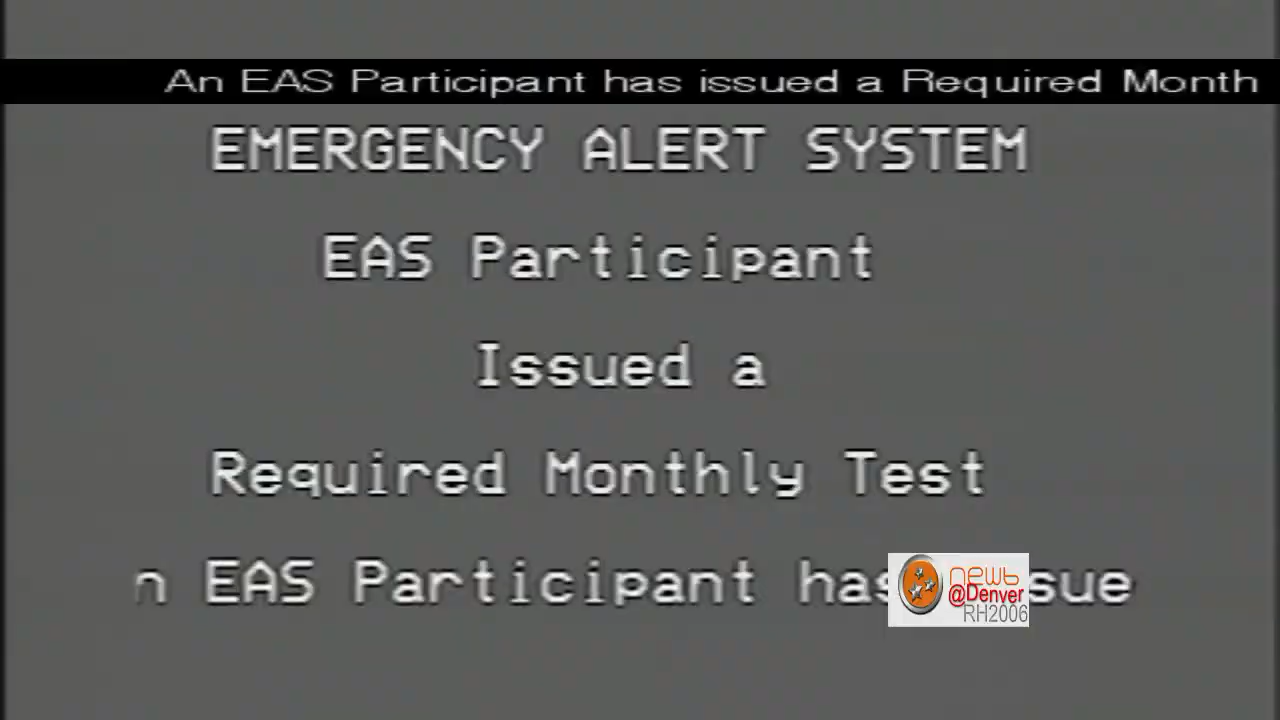 An EAS Participant has issued a Required Month
EMERGENCY ALERT SYSTEM
EAS Participant
Issued a
Required Monthly Test
n EAS Participant has sue
newb
@Denver
RH2006